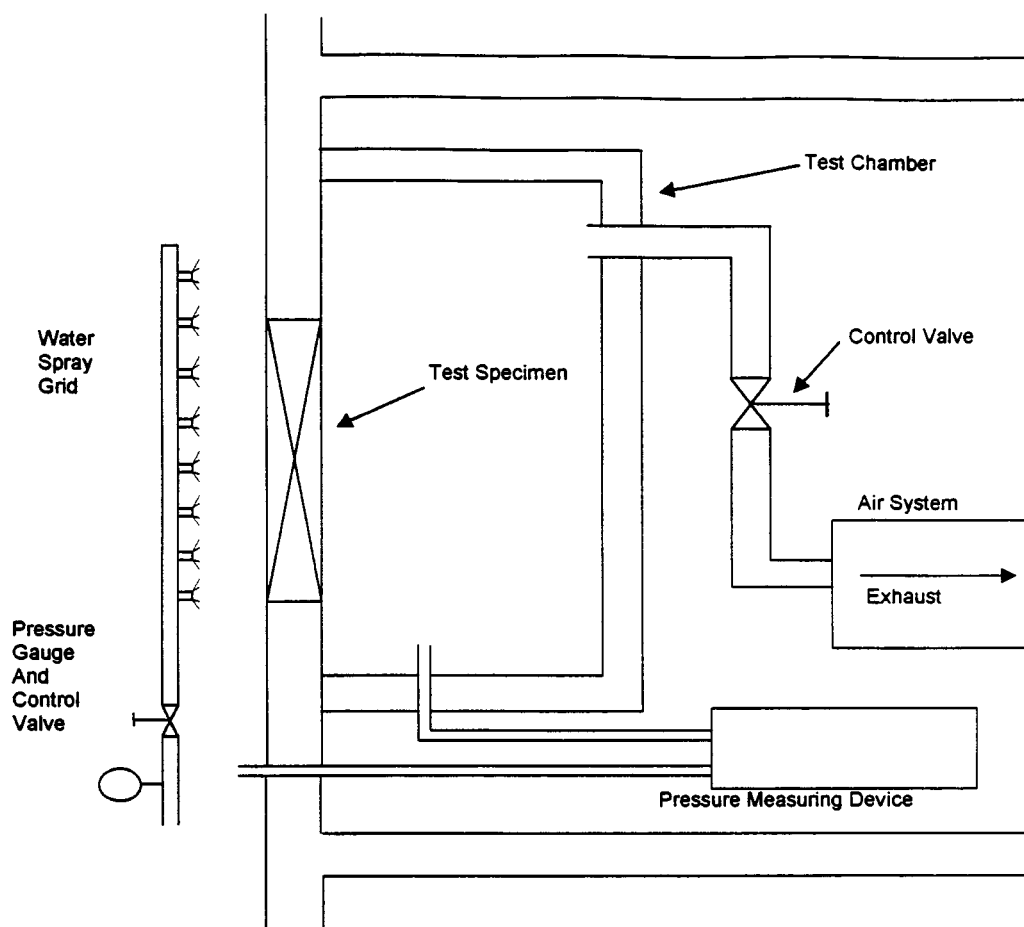 Test Chamber
Water
Spray
Grid
Control Valve
Test Specimen
Air System
Exhaust
Pressure
Gauge
And
Control
Valve
Pressure Measuring Device